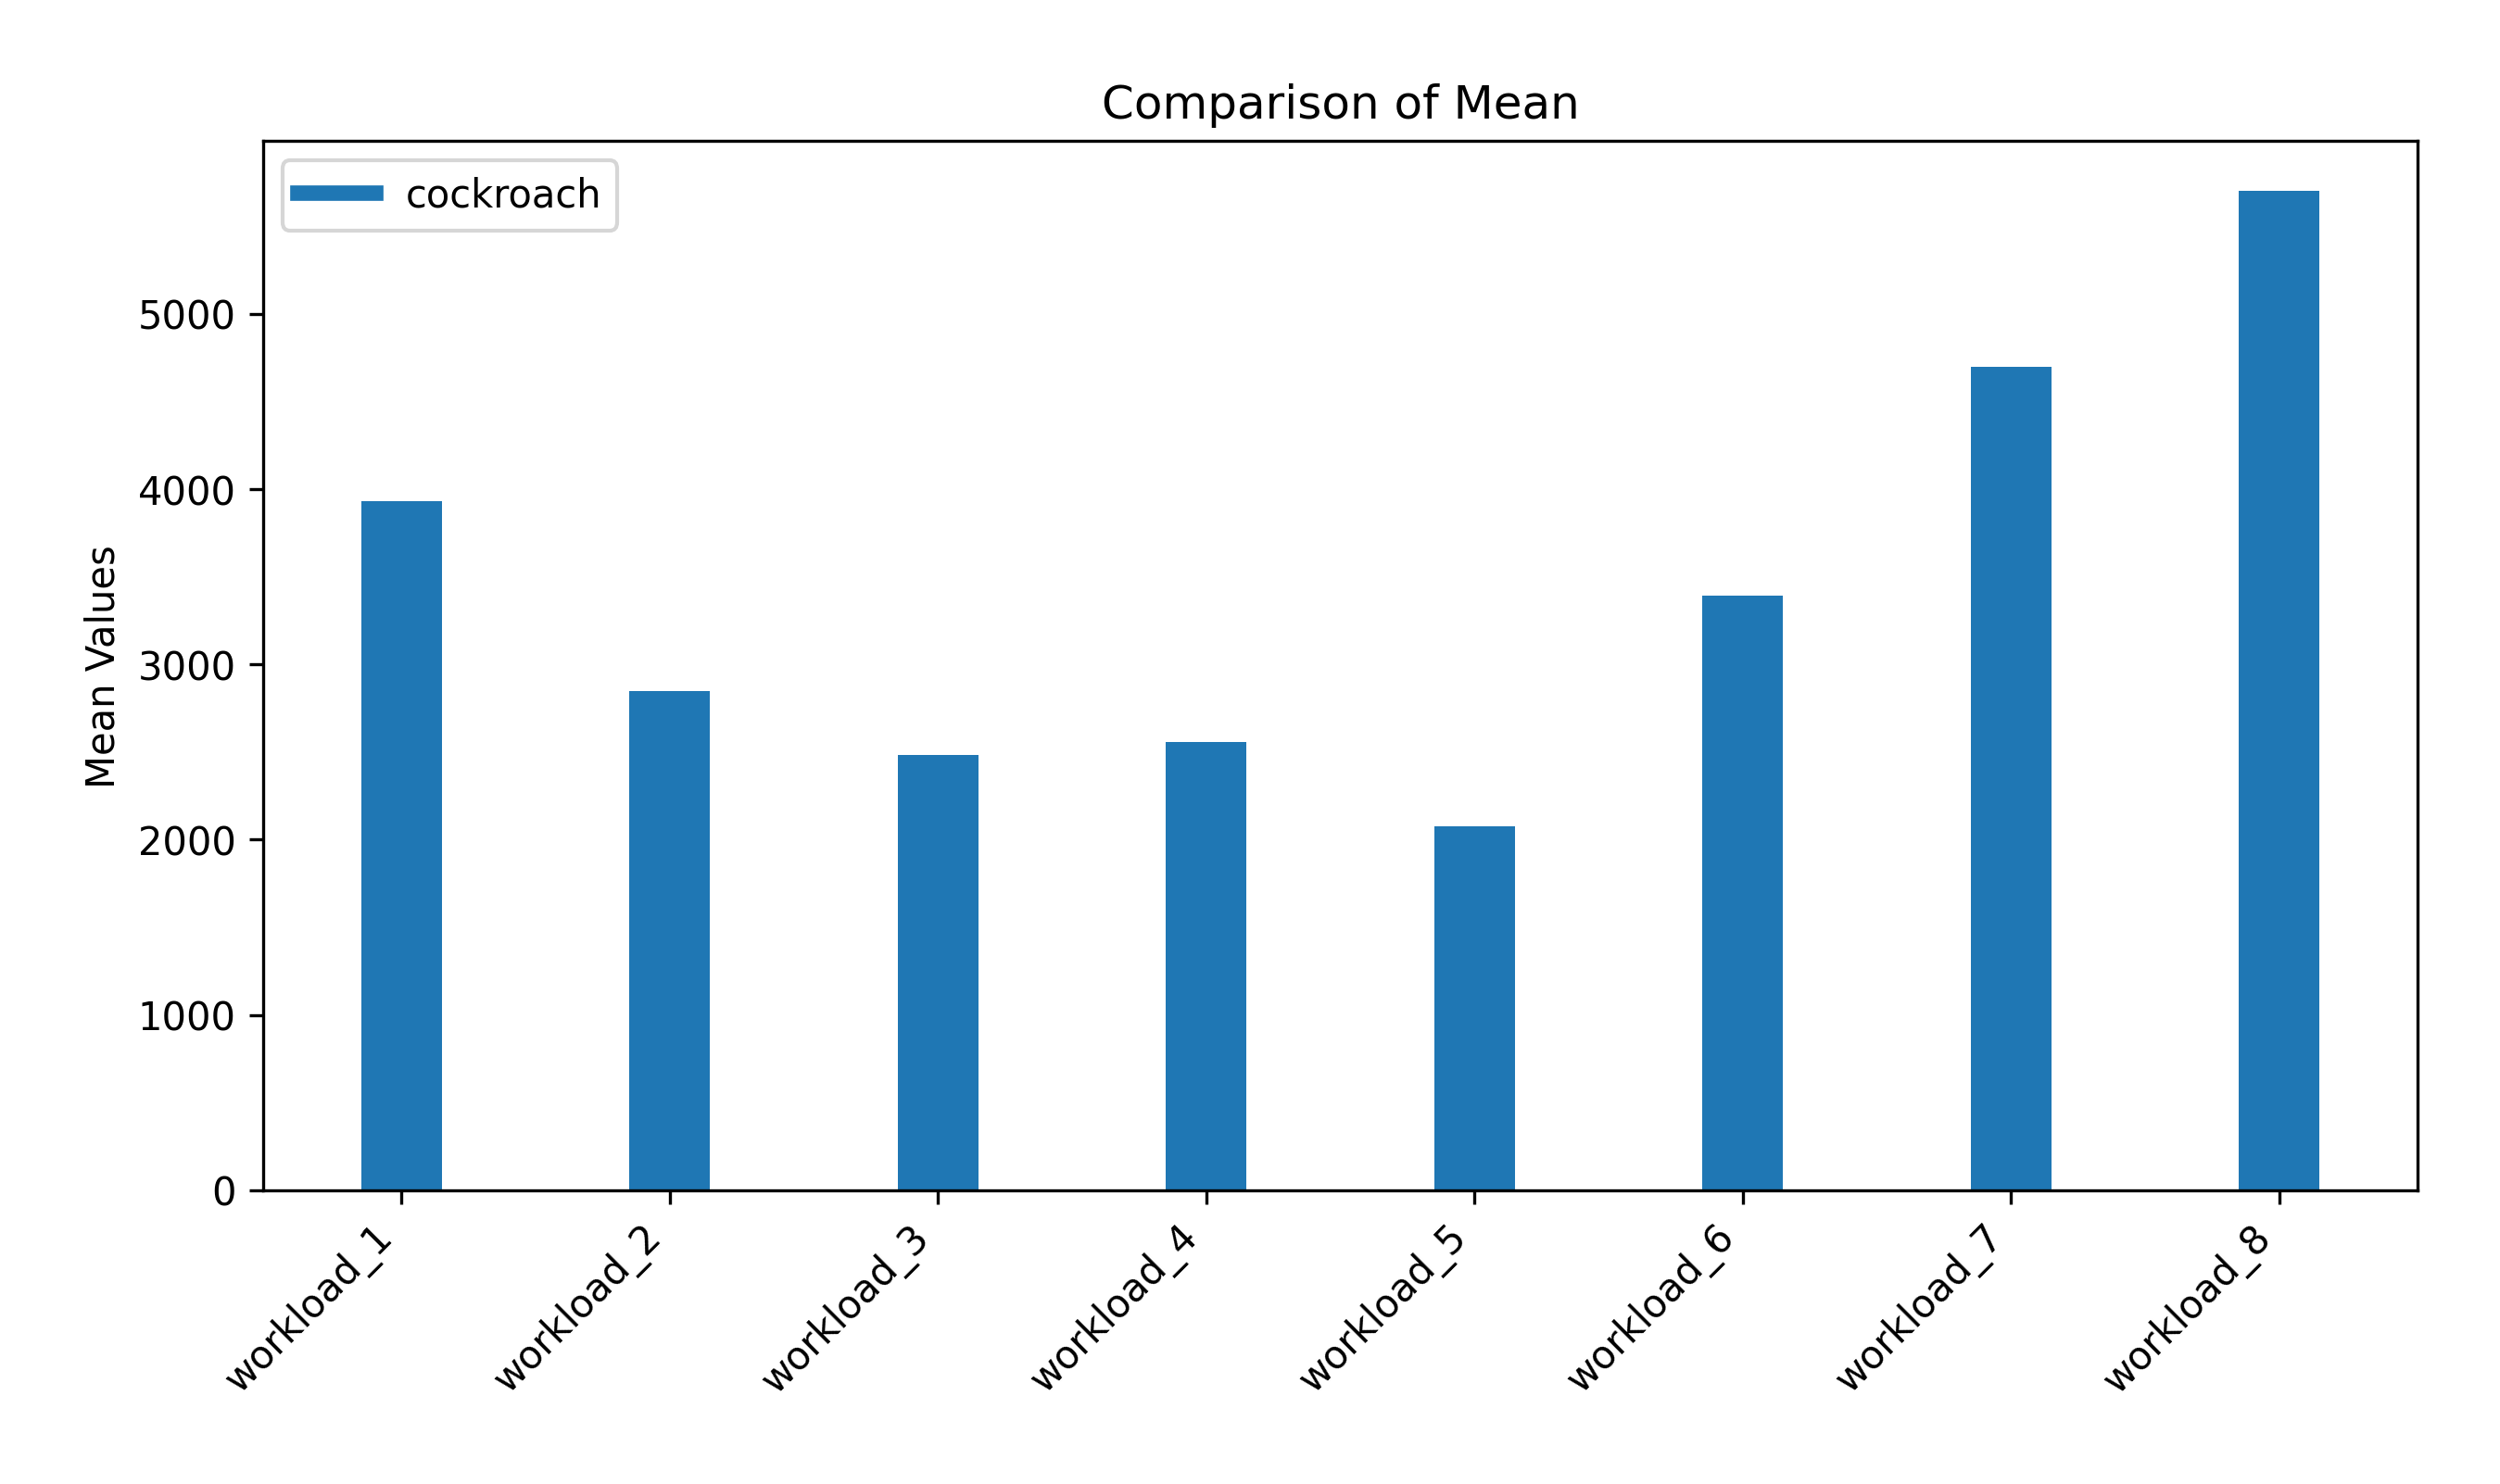 Comparison of Mean
cockroach
Mean Values
5000
4000
3000
2000
1000
0
workload_1
workload_2
workload_3
workload_4
workload_5
workload_6
workload_7
workload_8